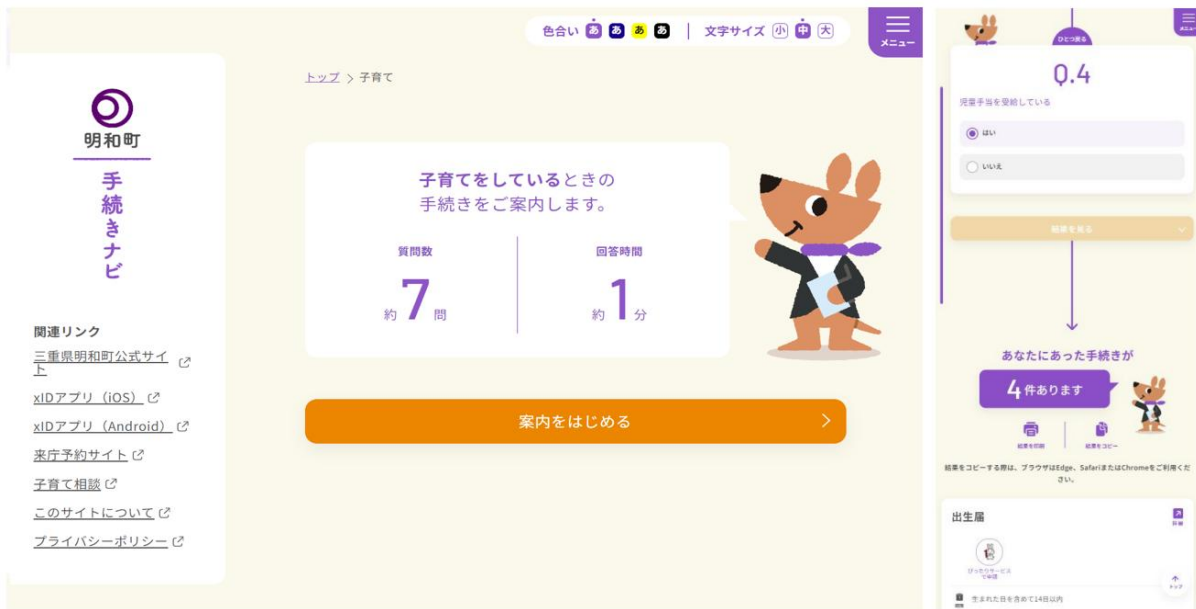 色合い ああああ | 文字サイズ 小 中 大
メニュー
トップ > 子育て
明和町
手続きナビ
関連リンク
三重県明和町公式サイ
ト
xIDアプリ（iOS）
xIDアプリ（Android）
来庁予約サイト
子育て相談
このサイトについて
プライバシーポリシー
子育てをしているときの
手続きをご案内します。
質問数
約7問
回答時間
約1分
案内をはじめる
メニュー
ひとつ戻る
Q.4
児童手当を受給している
はい
いいえ
結果を見る
あなたにあった手続きが
4件あります
結果を印刷
結果をコピー
結果をコピーする際は、ブラウザはEdge、SafariまたはChromeをご利用くだ
さい。
出生届
詳細
ぴったりサービス
で申請
トップ
生まれた日を含めて14日以内